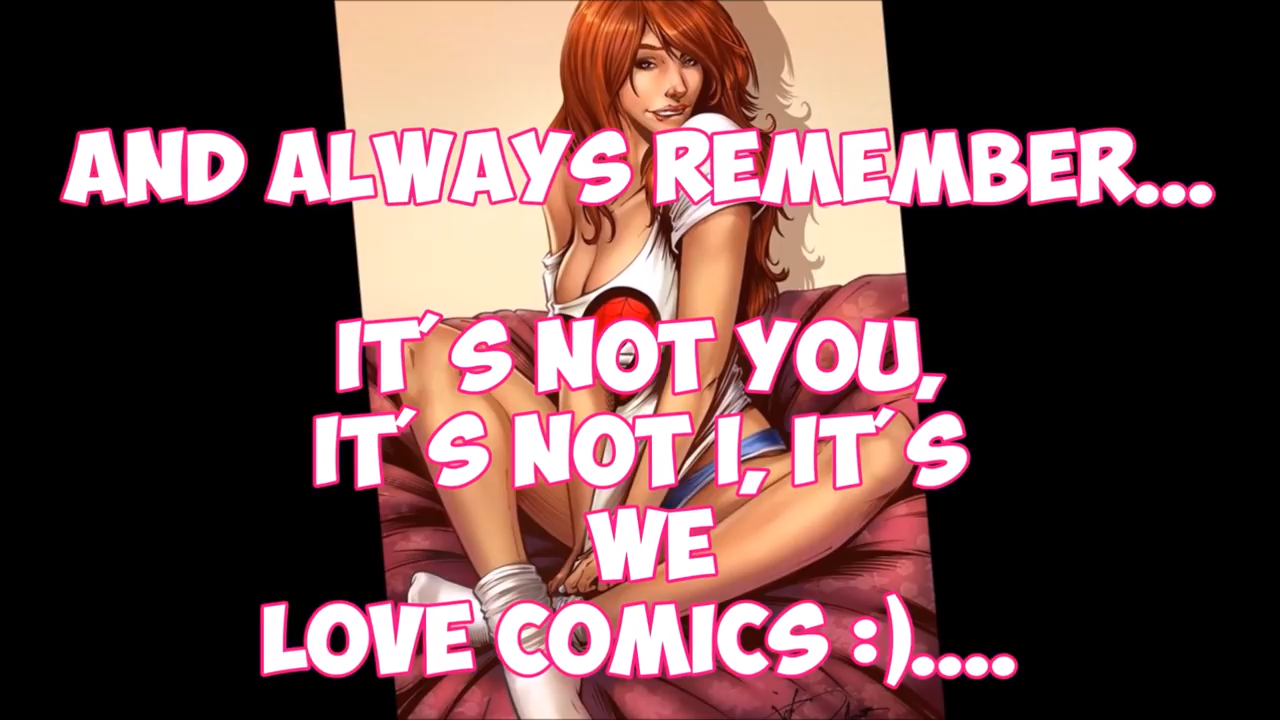 AND ALWAYS REMEMBER...
IT'S NOT YOU,
IT'S NOT I, IT'S
WE
LOVE COMICS :)....